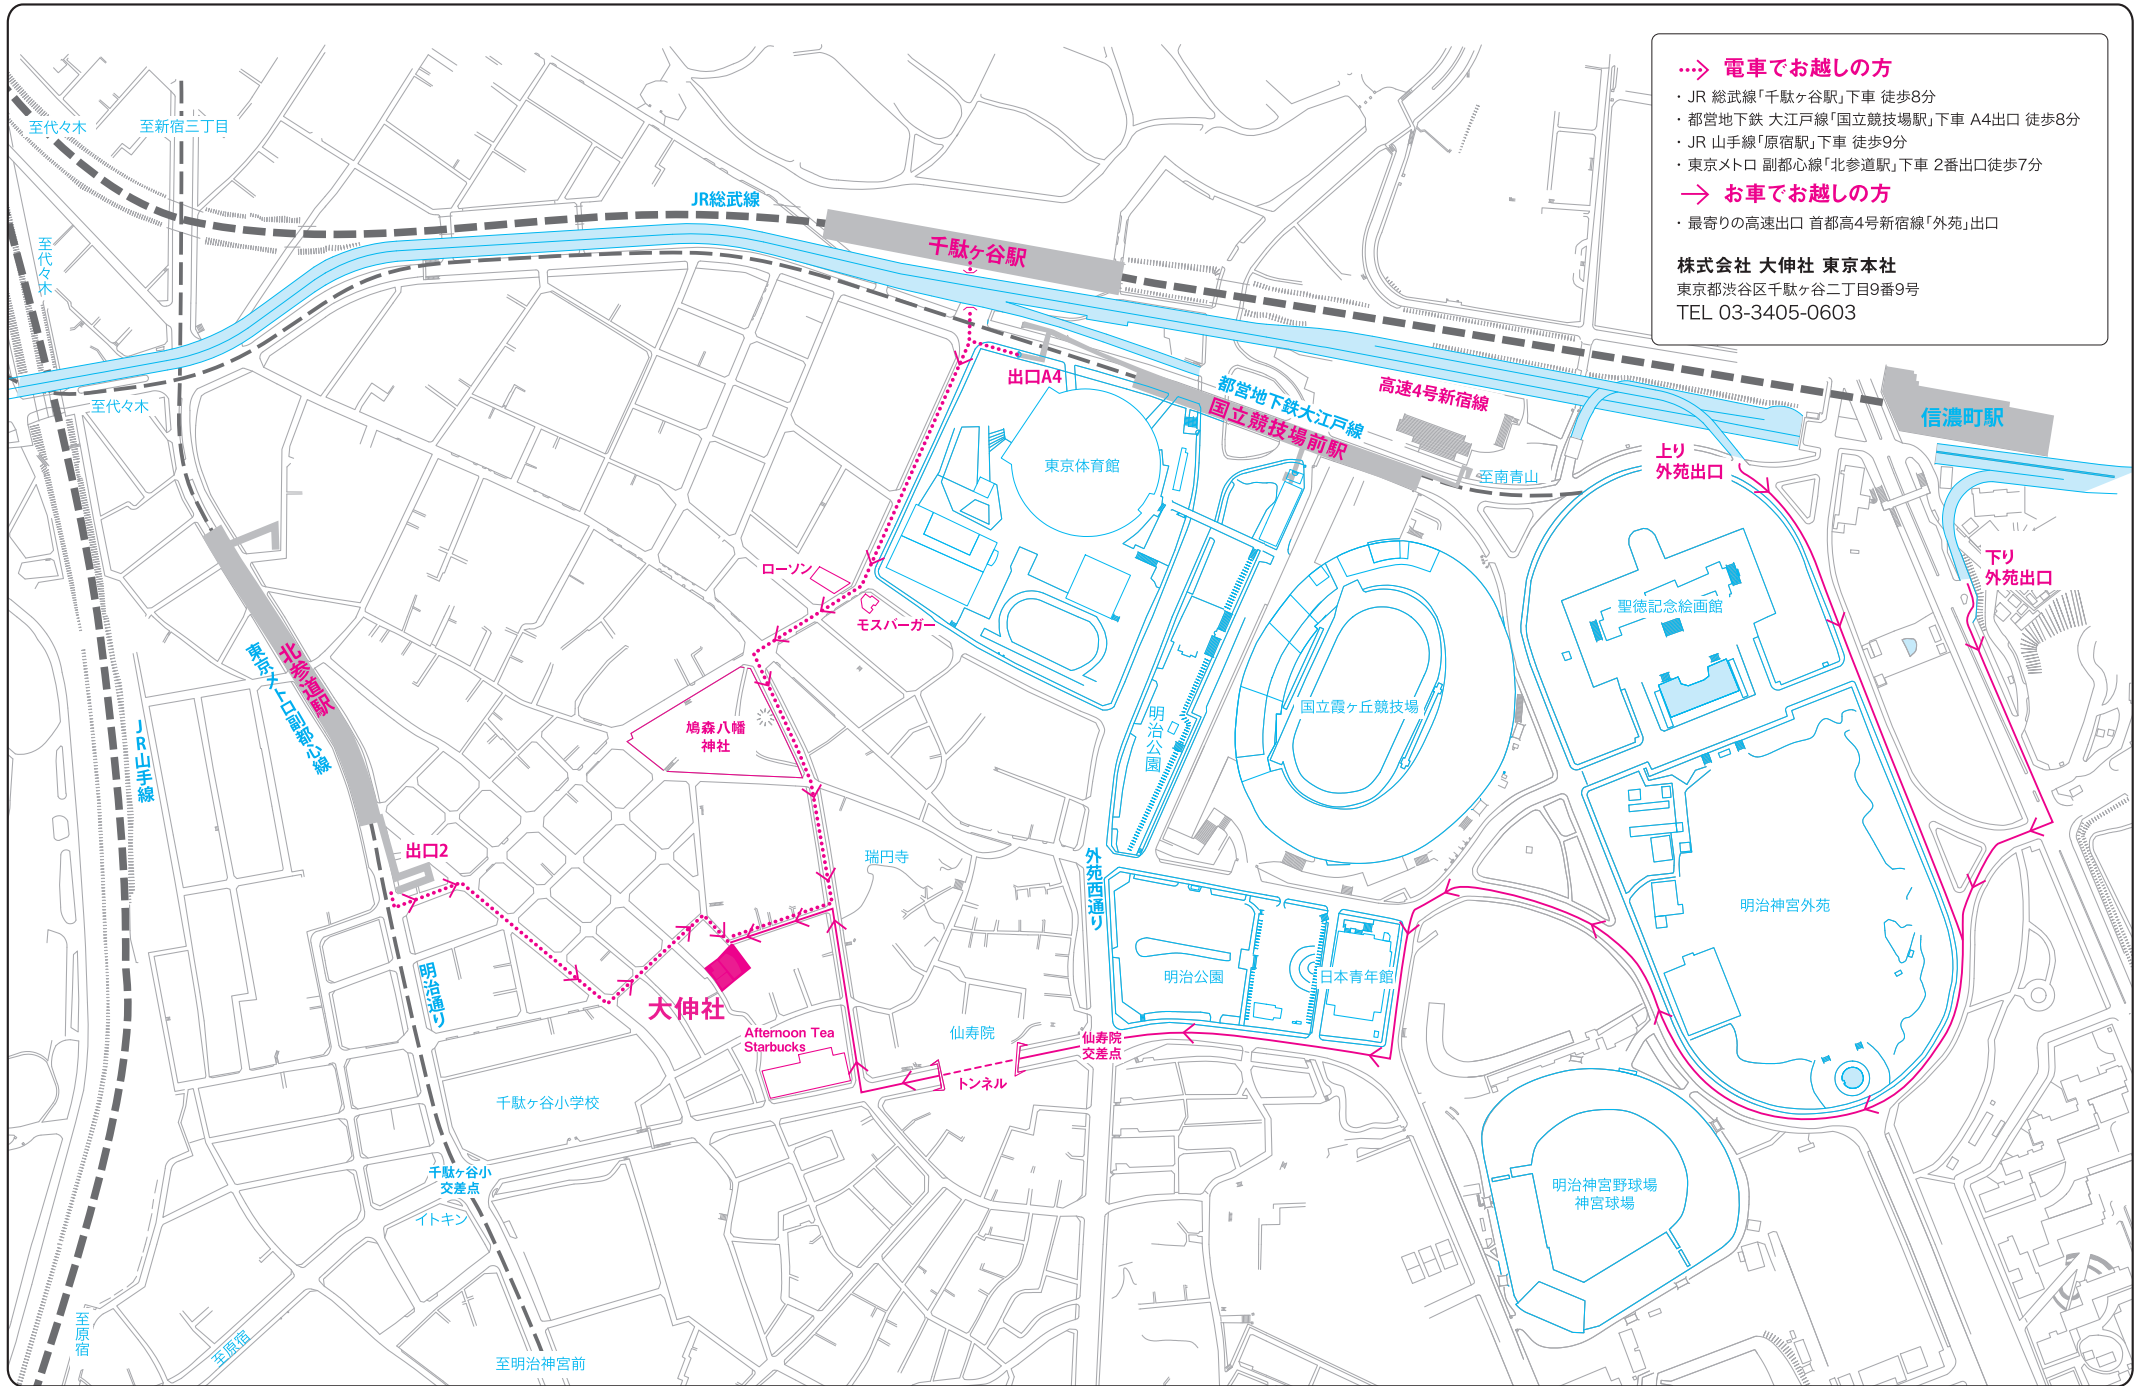 電車でお越しの方
・JR 総武線「千駄ヶ谷駅」下車 徒歩8分
・都営地下鉄 大江戸線「国立競技場駅」下車 A4出口 徒歩8分
・JR 山手線「原宿駅」下車 徒歩9分
・東京メトロ 副都心線「北参道駅」下車 2番出口徒歩7分
お車でお越しの方
・最寄りの高速出口 首都高4号新宿線「外苑」出口
株式会社 大伸社 東京本社
東京都渋谷区千駄ヶ谷二丁目9番9号
TEL 03-3405-0603
至代々木
至新宿三丁目
JR総武線
千駄ヶ谷駅
至代々木
至代々木
出口A4
都営地下鉄大江戸線
国立競技場前駅
高速4号新宿線
信濃町駅
至南青山
上り
外苑出口
東京体育館
下り
外苑出口
ローソン
モスバーガー
聖徳記念絵画館
北参道駅
東京メトロ副都心線
JR山手線
鳩森八幡
神社
明治公園
国立霞ヶ丘競技場
出口2
瑞円寺
外苑西通り
明治神宮外苑
明治通り
大伸社
明治公園
日本青年館
Afternoon Tea
Starbucks
仙寿院
仙寿院
交差点
トンネル
千駄ヶ谷小学校
千駄ヶ谷小
交差点
イトキン
明治神宮野球場
神宮球場
至原宿
至原宿
至明治神宮前